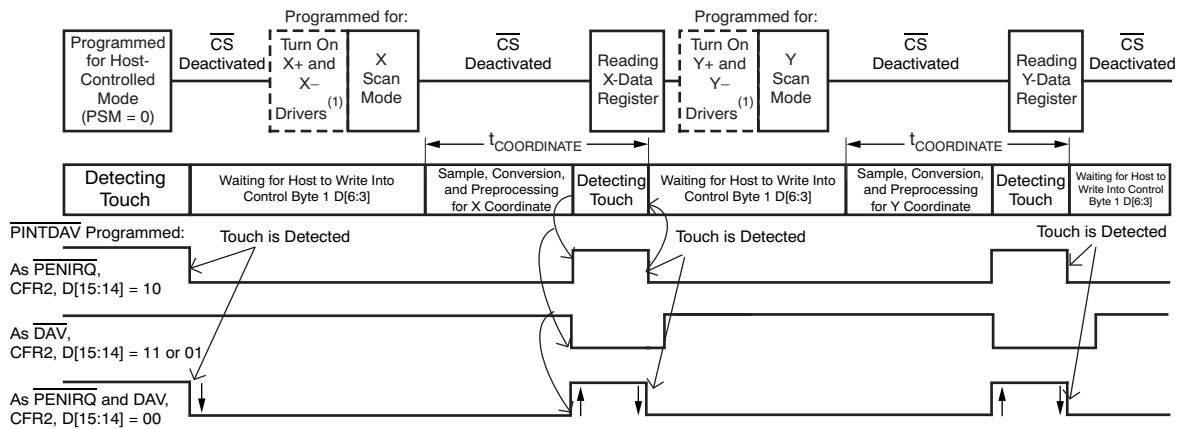 Programmed for:
Programmed for:
Programmed
for Host-
Controlled
Mode
(PSM = 0)
CS
Deactivated
Turn On
X+ and
X–
Drivers(1)
X
Scan
Mode
CS
Deactivated
Reading
X-Data
Register
Turn On
Y+ and
Y–
Drivers(1)
Y
Scan
Mode
CS
Deactivated
Reading
Y-Data
Register
CS
Deactivated
tCOORDINATE
tCOORDINATE
Detecting
Touch
Waiting for Host to Write Into
Control Byte 1 D[6:3]
Sample, Conversion,
and Preprocessing
for X Coordinate
Detecting
Touch
Waiting for Host to Write Into
Control Byte 1 D[6:3]
Sample, Conversion,
and Preprocessing
for Y Coordinate
Detecting
Touch
Waiting for Host to
Write Into Control
Byte 1 D[6:3]
PINTDAV Programmed:
Touch is Detected
Touch is Detected
Touch is Detected
As PENIRQ,
CFR2, D[15:14] = 10
As DAV,
CFR2, D[15:14] = 11 or 01
As PENIRQ and DAV,
CFR2, D[15:14] = 00